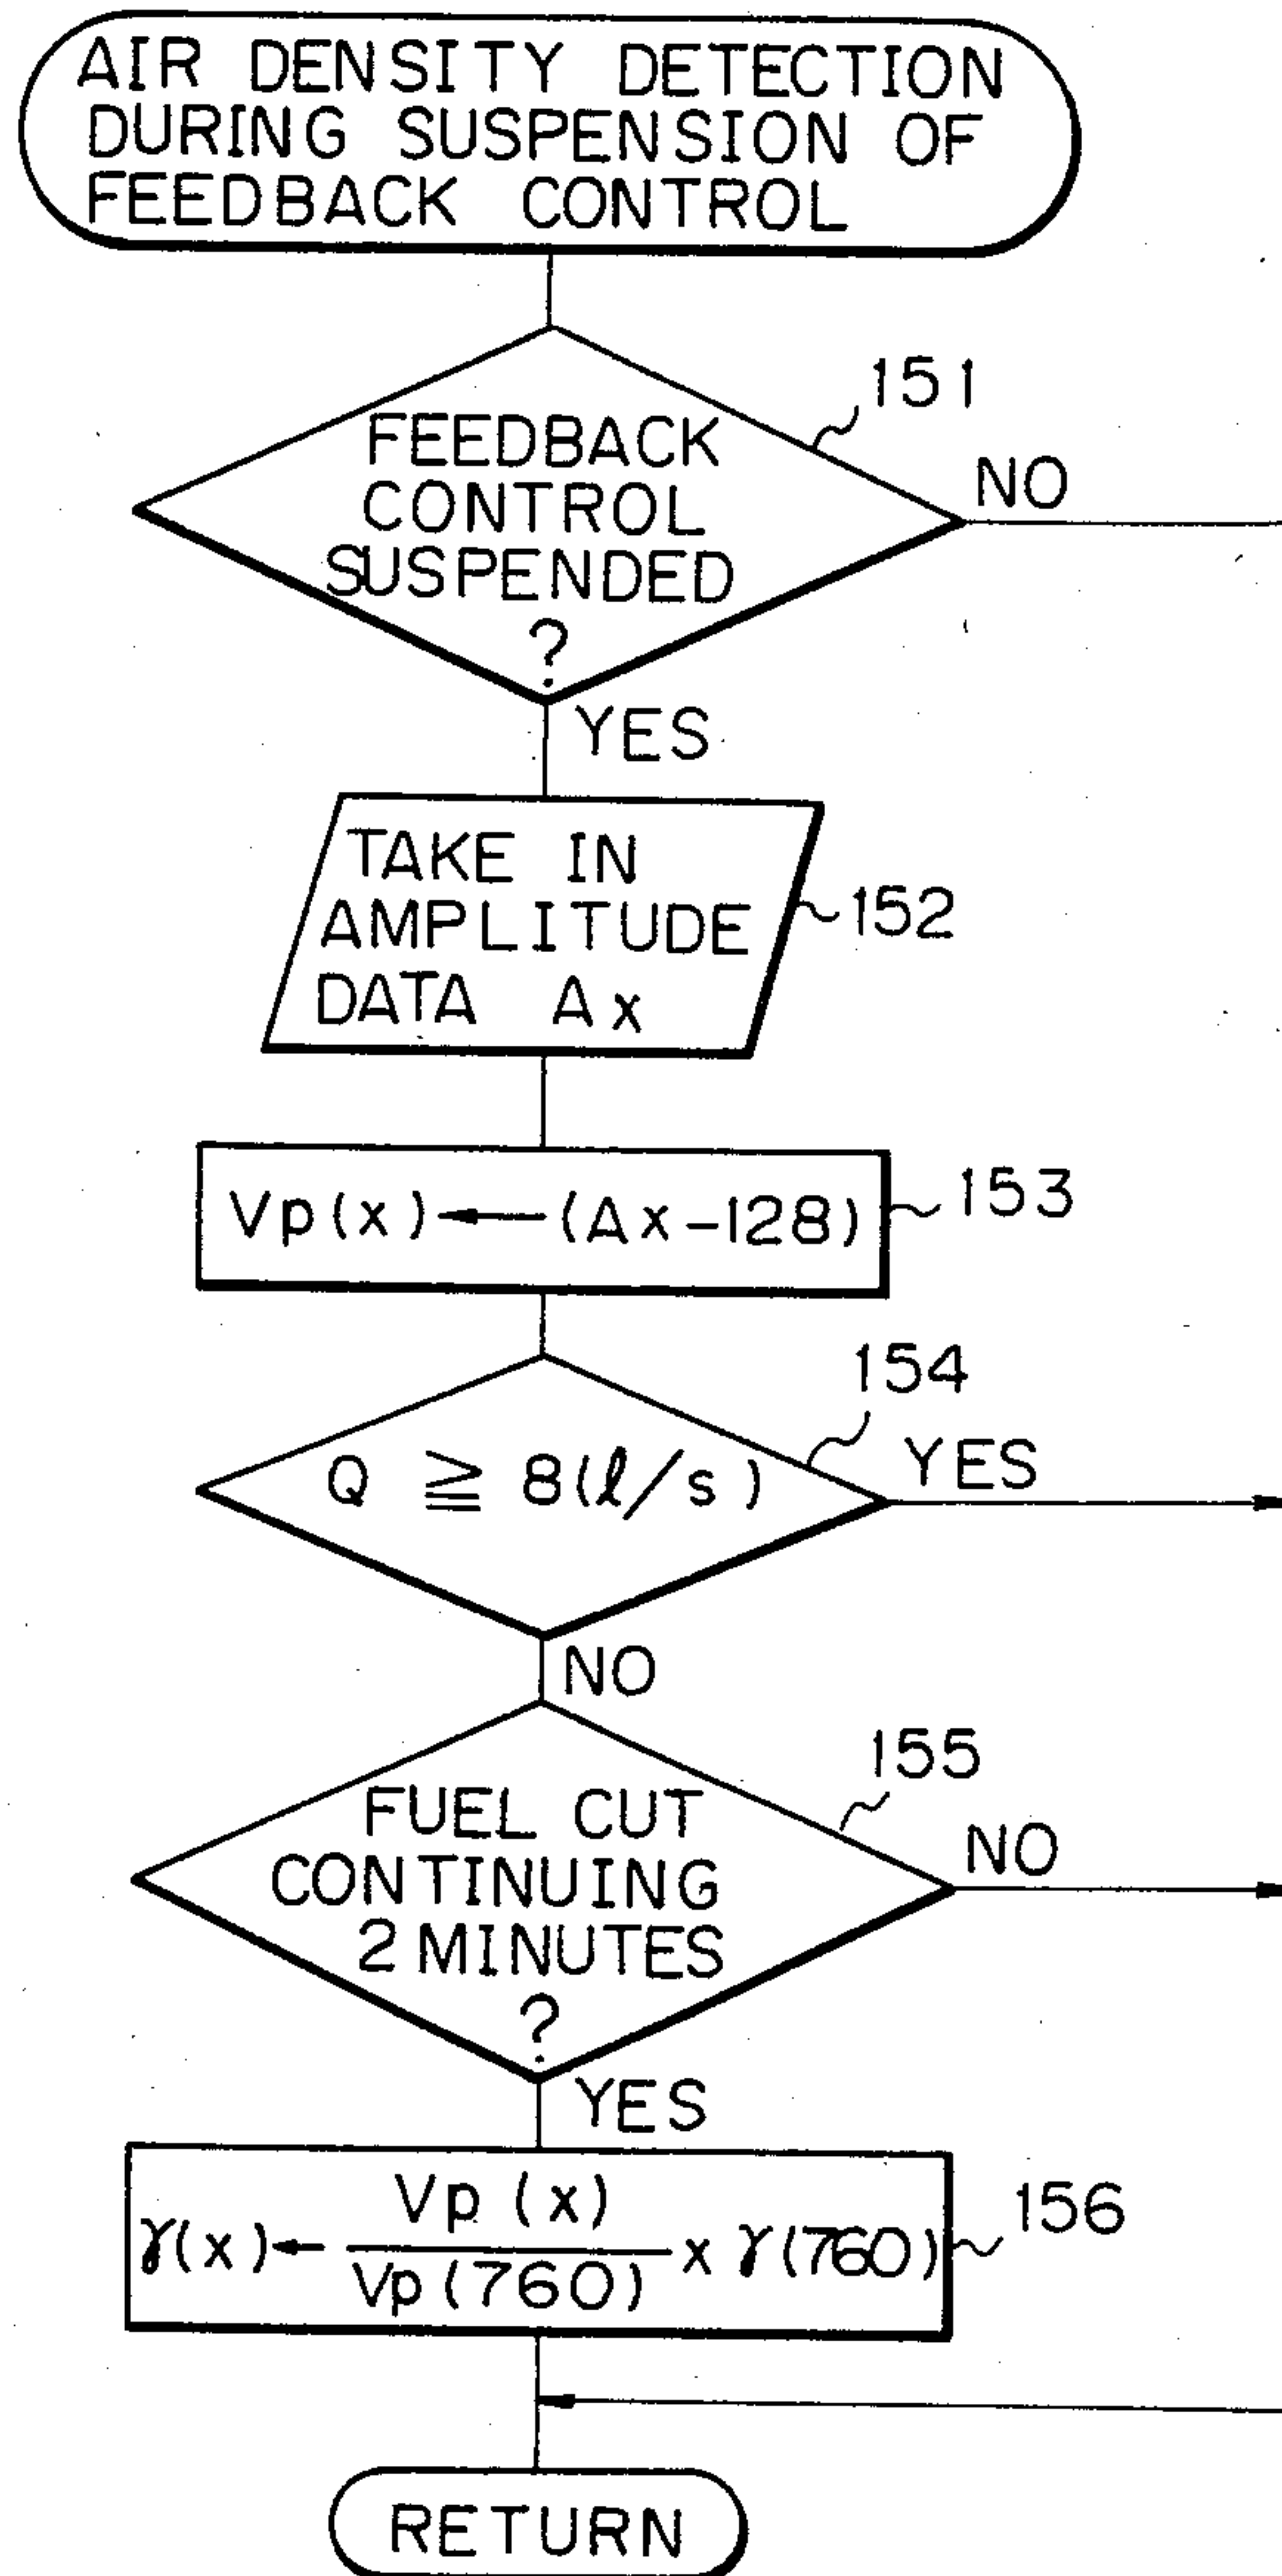 AIR DENSITY DETECTION
DURING SUSPENSION OF
FEEDBACK CONTROL
151
FEEDBACK
CONTROL
SUSPENDED
?
NO
YES
TAKE IN
AMPLITUDE
DATA Ax
152
Vp(x) ← (Ax-128)
153
154
Q ≧ 8(ℓ/s)
YES
NO
155
FUEL CUT
CONTINUING
2 MINUTES
?
NO
YES
γ(x) ← Vp(x)/Vp(760) x γ(760)
156
RETURN